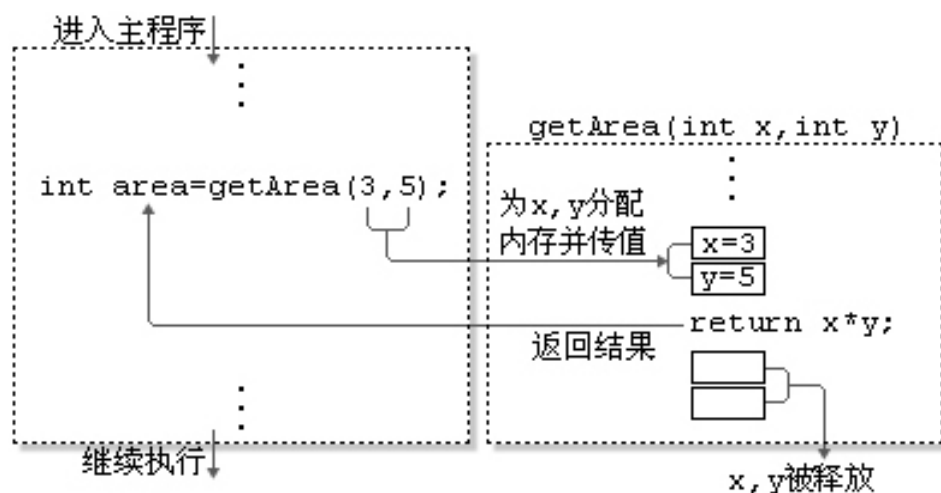 进入主程序
int area=getArea(3,5);
继续执行
getArea(int x,int y)
为x,y分配
内存并传值
x=3
y=5
return x*y;
返回结果
x,y被释放